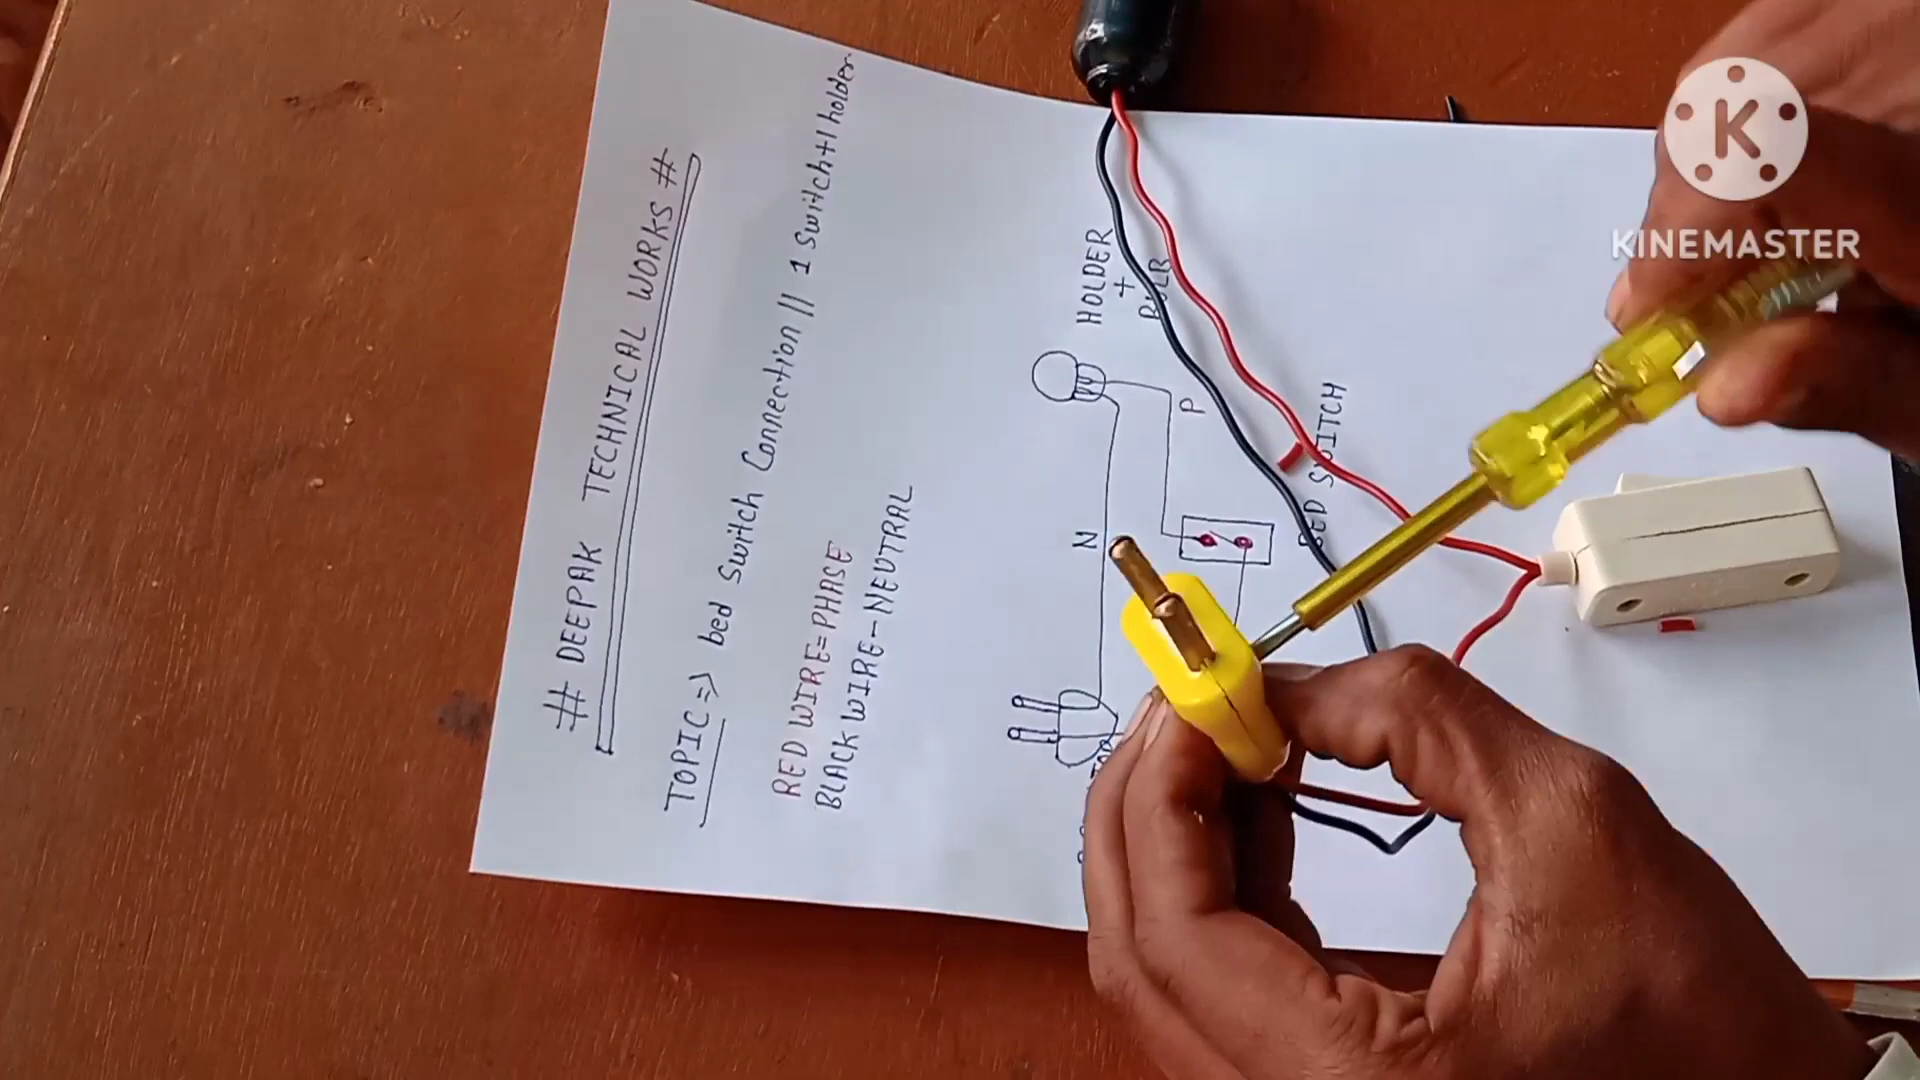 # DEEPAK TECHNICAL WORKS #
TOPIC => bed Switch Connection || 1 Switch+1 holder
RED WIRE=PHASE
BLACK WIRE-NEUTRAL
HOLDER
+
BULB
N
P
BED SWITCH
K
KINEMASTER